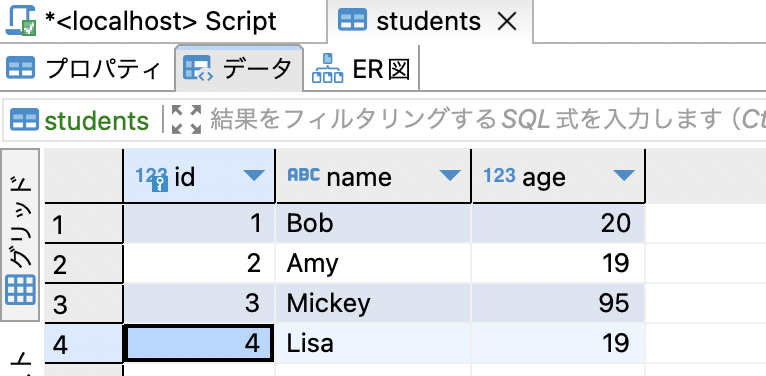 *<localhost> Script students
プロパティ データ ER図
students 結果をフィルタリングするSQL 式を入力します (Ct
123 id ABC name 123 age
1 1 Bob 20
2 2 Amy 19
3 3 Mickey 95
4 4 Lisa 19
グリッド